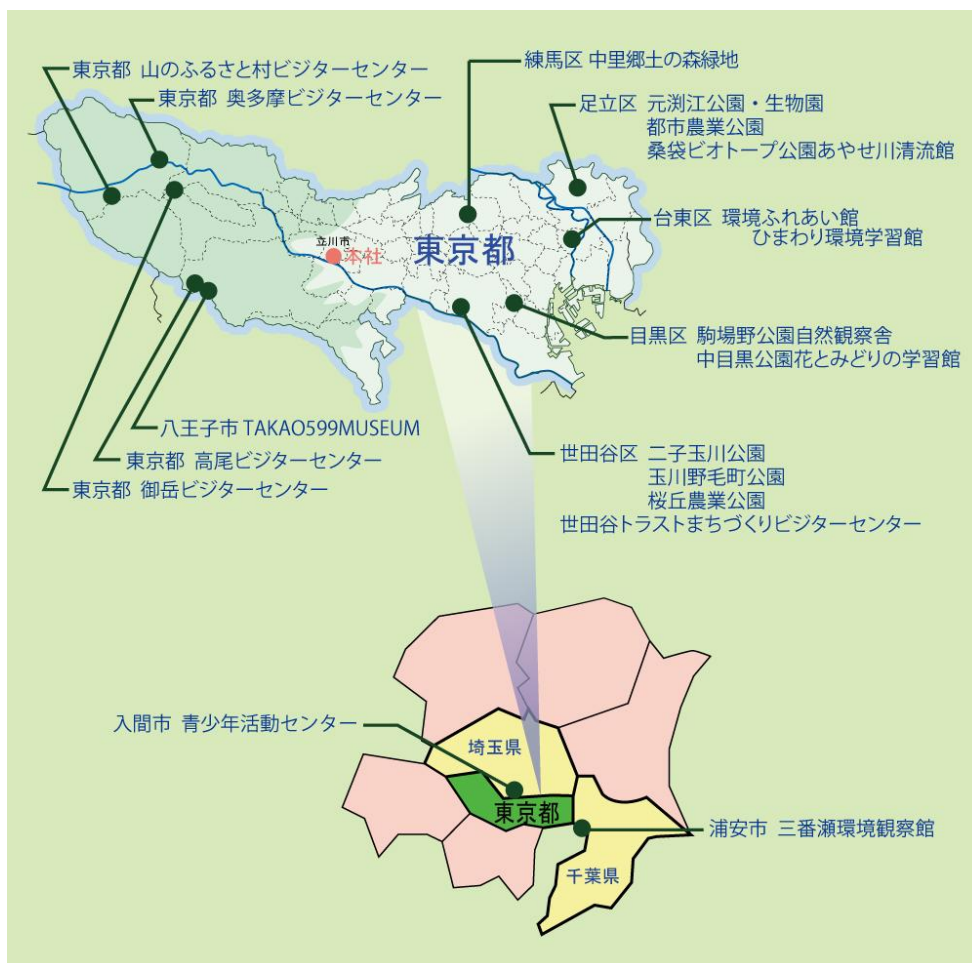 東京都 山のふるさと村ビジターセンター
東京都 奥多摩ビジターセンター
練馬区 中里郷土の森緑地
足立区 元渕江公園・生物園
都市農業公園
桑袋ビオトープ公園あやせ川清流館
台東区 環境ふれあい館
ひまわり環境学習館
立川市
本社
東京都
目黒区 駒場野公園自然観察舎
中目黒公園花とみどりの学習館
八王子市 TAKAO599MUSEUM
東京都 高尾ビジターセンター
東京都 御岳ビジターセンター
世田谷区 二子玉川公園
玉川野毛町公園
桜丘農業公園
世田谷トラストまちづくりビジターセンター
入間市 青少年活動センター
埼玉県
東京都
浦安市 三番瀬環境観察館
千葉県